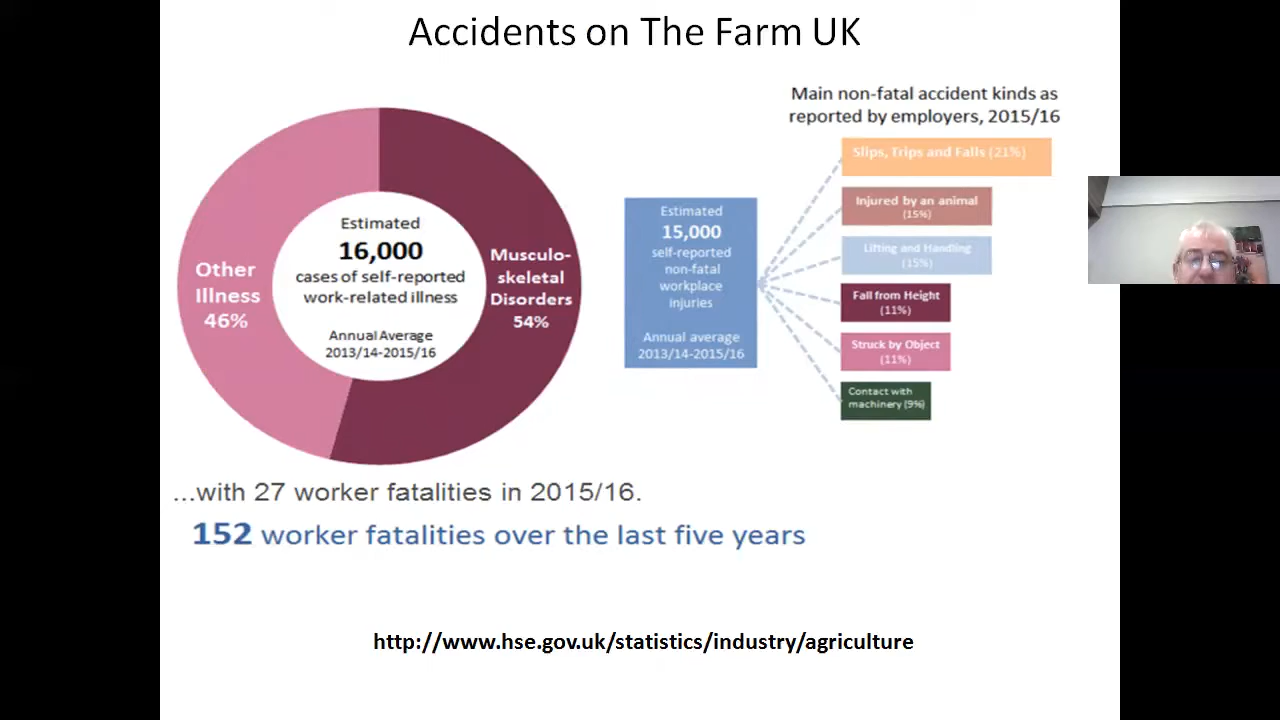 Accidents on The Farm UK
Estimated
16,000
cases of self-reported
work-related illness
Annual Average
2013/14-2015/16
Other
Illness
46%
Musculo-
skeletal
Disorders
54%
Estimated
15,000
self-reported
non-fatal
workplace
injuries
Annual average
2013/14-2015/16
Main non-fatal accident kinds as
reported by employers, 2015/16
Slips, Trips and Falls (21%)
Injured by an animal
(15%)
Lifting and Handling
(15%)
Fall from Height
(11%)
Struck by Object
(11%)
Contact with
machinery (9%)
...with 27 worker fatalities in 2015/16.
152 worker fatalities over the last five years
http://www.hse.gov.uk/statistics/industry/agriculture